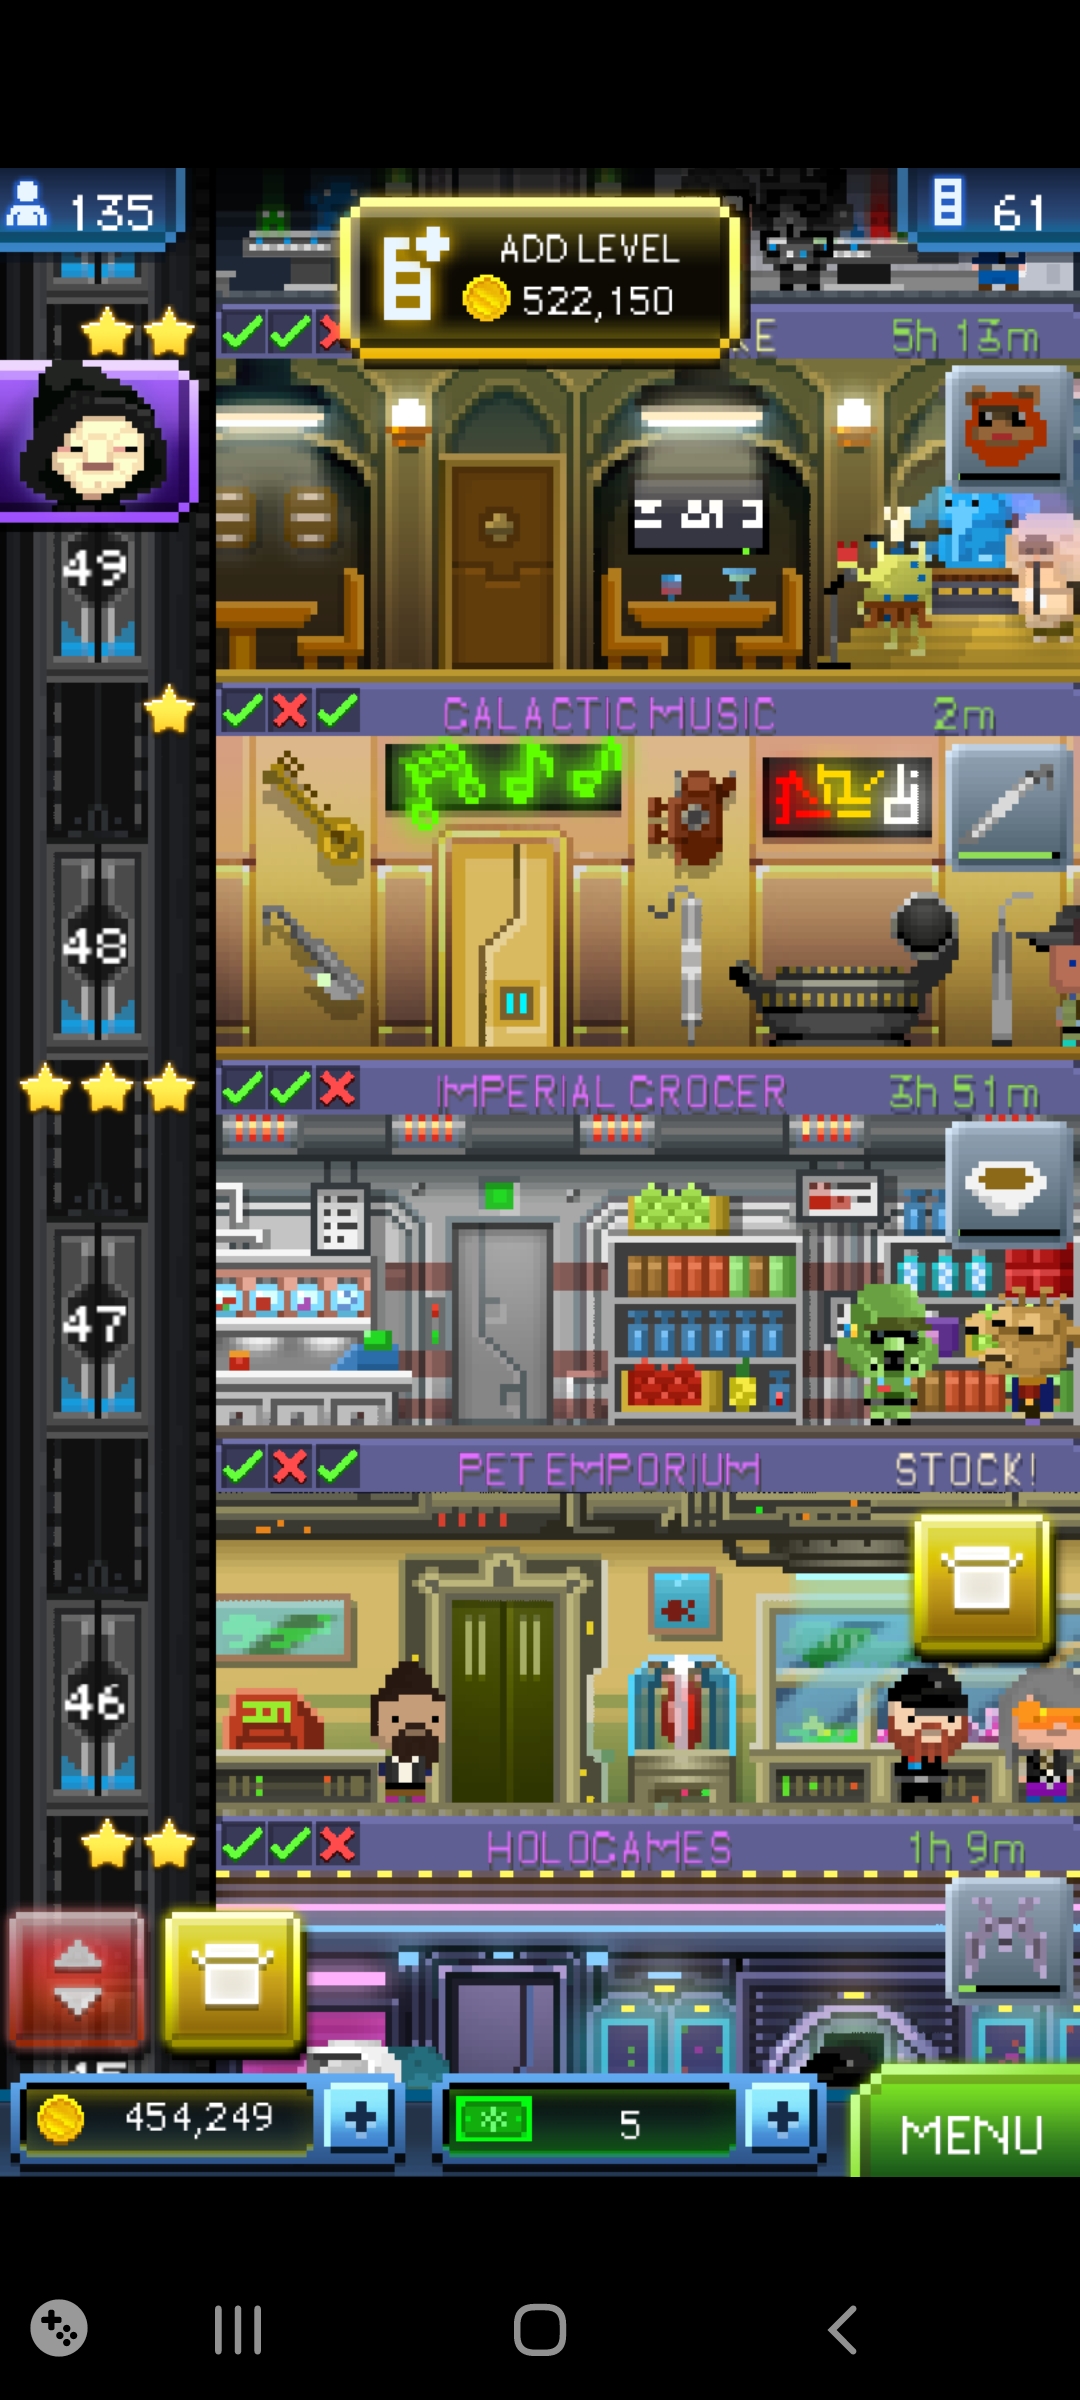 135
61
ADD LEVEL
522,150
KE
5h 13m
49
GALACTIC MUSIC
2m
48
IMPERIAL GROCER
3h 51m
47
PET EMPORIUM
STOCK!
46
HOLOGAMES
1h 9m
454,249
5
MENU